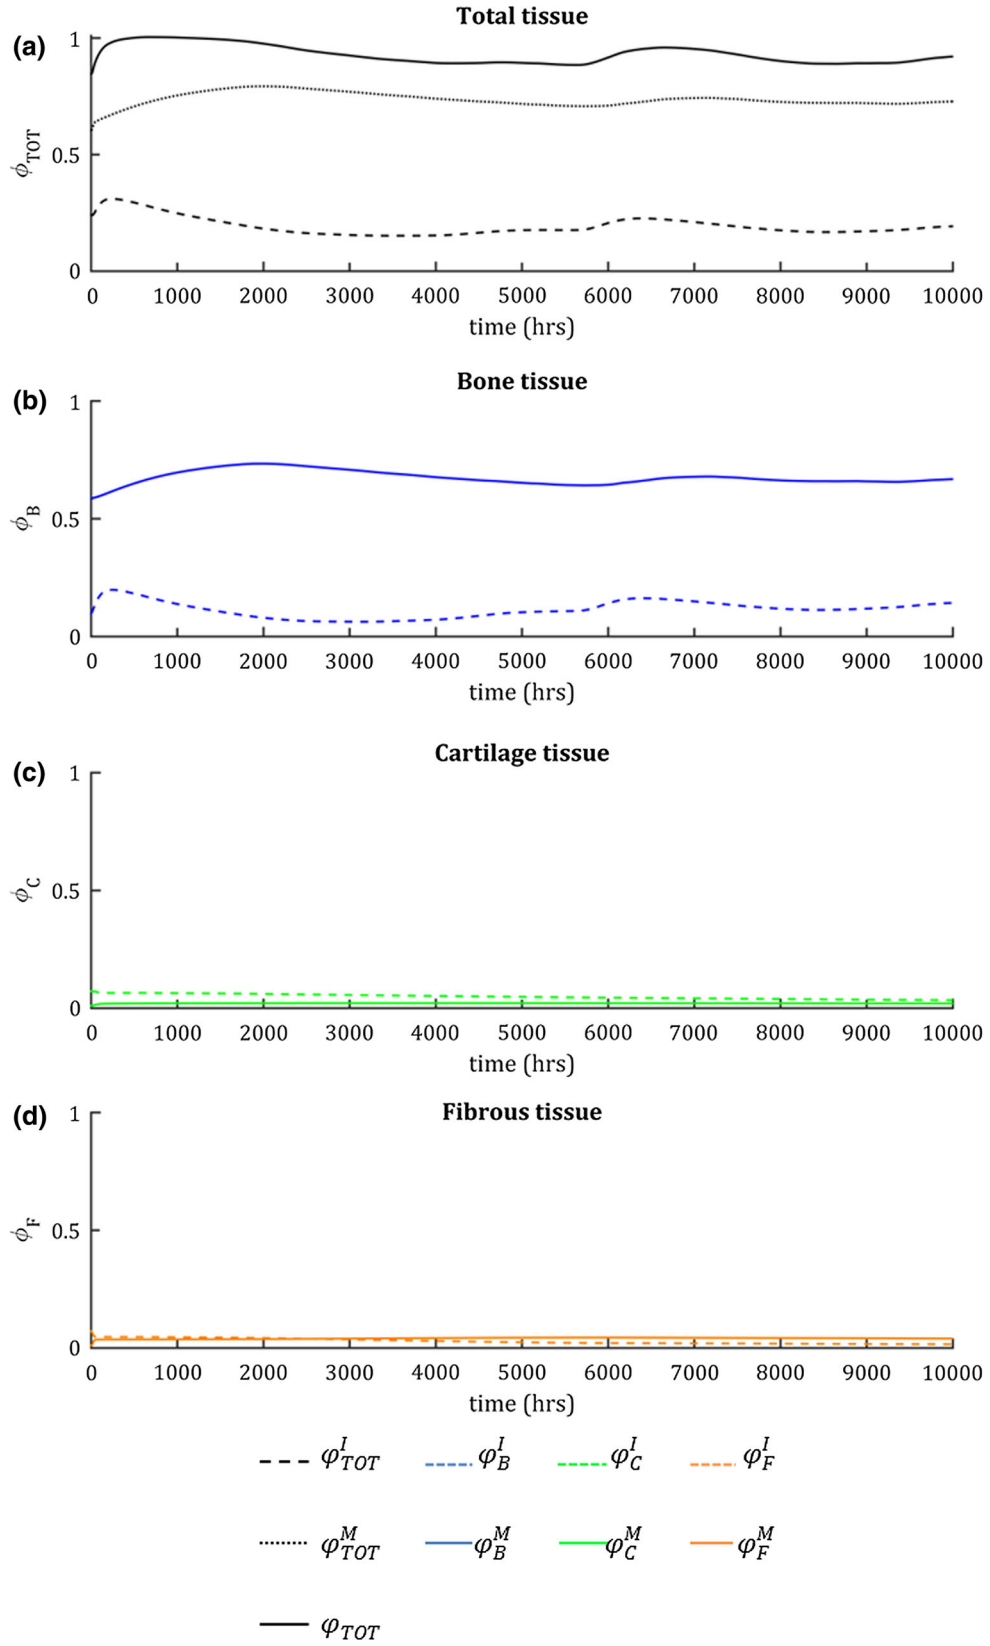 Total tissue
(a)
1
0.5
0
ϕTOT
0 1000 2000 3000 4000 5000 6000 7000 8000 9000 10000
time (hrs)
Bone tissue
(b)
1
0.5
0
ϕB
0 1000 2000 3000 4000 5000 6000 7000 8000 9000 10000
time (hrs)
Cartilage tissue
(c)
1
0.5
0
ϕC
0 1000 2000 3000 4000 5000 6000 7000 8000 9000 10000
time (hrs)
Fibrous tissue
(d)
1
0.5
0
ϕF
0 1000 2000 3000 4000 5000 6000 7000 8000 9000 10000
time (hrs)
φ^I_TOT φ^I_B φ^I_C φ^I_F
φ^M_TOT φ^M_B φ^M_C φ^M_F
φ_TOT